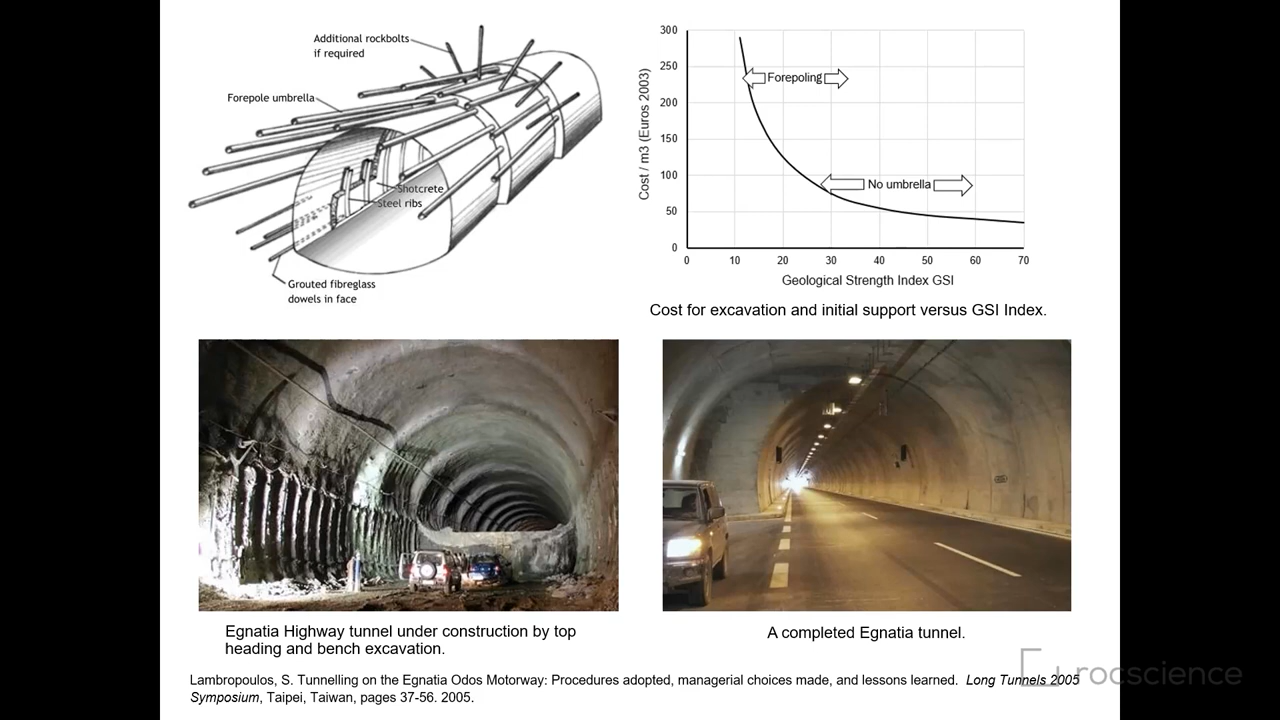 Additional rockbolts
if required
Forepole umbrella
Shotcrete
Steel ribs
Grouted fibreglass
dowels in face
300
250
200
150
100
50
0
Cost / m3 (Euros 2003)
Forepoling
No umbrella
0 10 20 30 40 50 60 70
Geological Strength Index GSI
Cost for excavation and initial support versus GSI Index.
Egnatia Highway tunnel under construction by top
heading and bench excavation.
A completed Egnatia tunnel.
Lambropoulos, S. Tunnelling on the Egnatia Odos Motorway: Procedures adopted, managerial choices made, and lessons learned. Long Tunnels 2005
Symposium, Taipei, Taiwan, pages 37-56. 2005.
rocscience